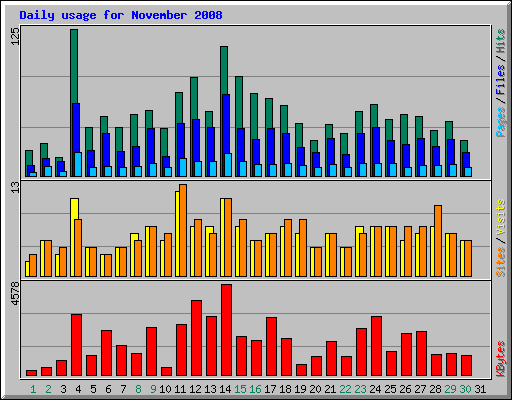 Daily usage for November 2008
125
Pages / Files / Hits
13
Sites / Visits
4578
KBytes
1 2 3 4 5 6 7 8 9 10 11 12 13 14 15 16 17 18 19 20 21 22 23 24 25 26 27 28 29 30 31